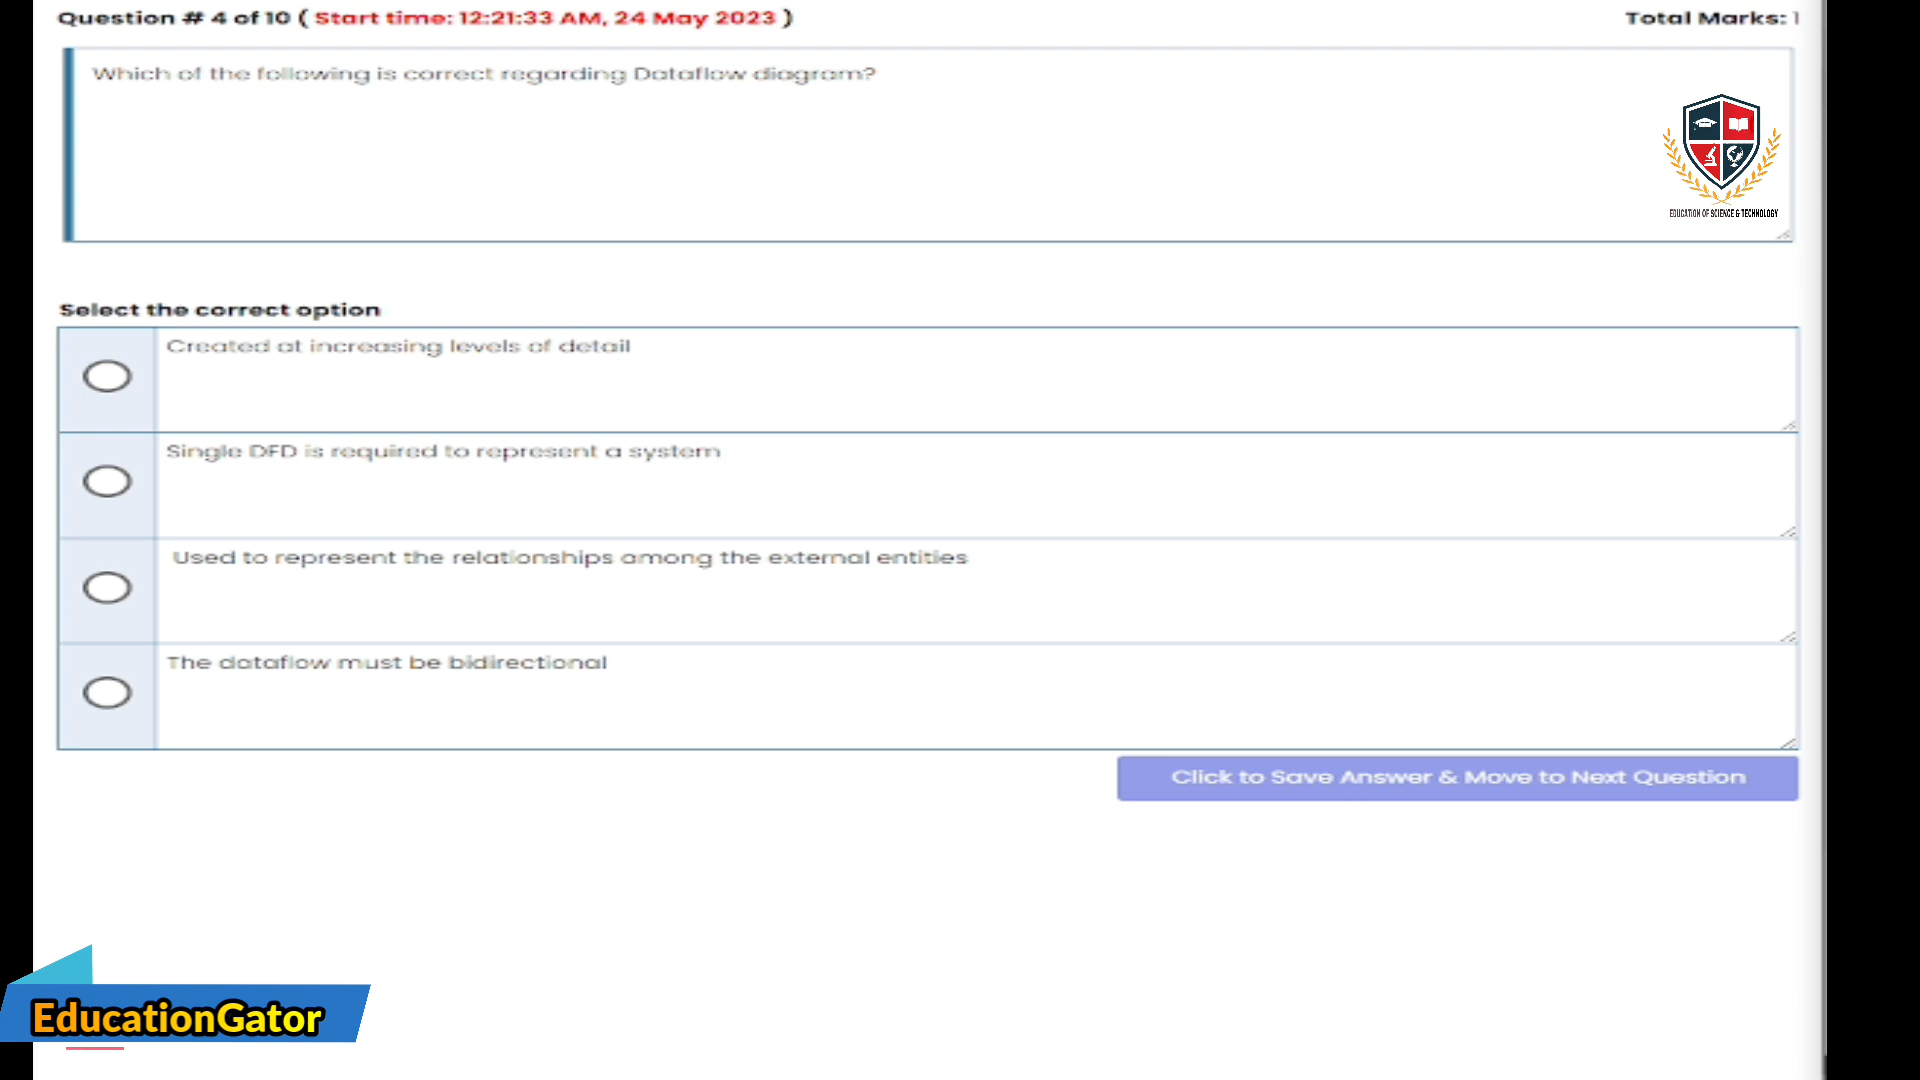 Question # 4 of 10 ( Start time: 12:21:33 AM, 24 May 2023 )
Total Marks: 1
Which of the following is correct regarding Dataflow diagram?
EDUCATION OF SCIENCE & TECHNOLOGY
Select the correct option
Created at increasing levels of detail
Single DFD is required to represent a system
Used to represent the relationships among the external entities
The dataflow must be bidirectional
Click to Save Answer & Move to Next Question
EducationGator